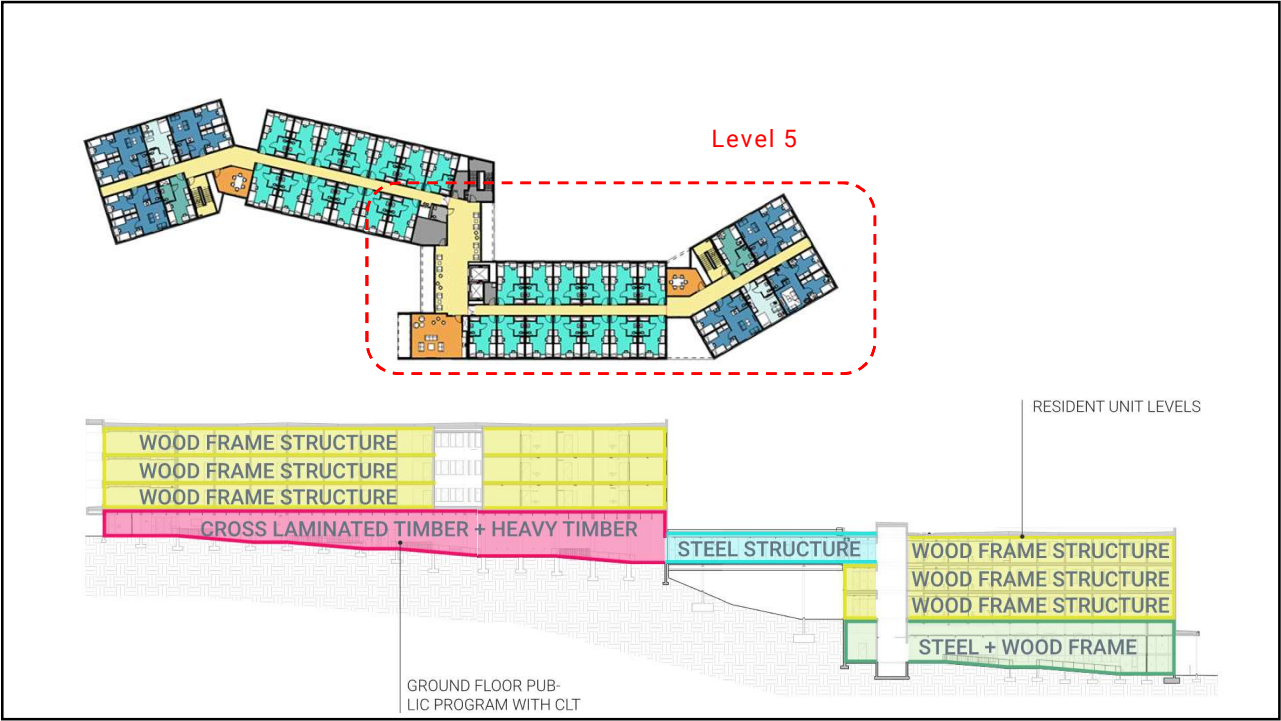 Level 5
RESIDENT UNIT LEVELS
WOOD FRAME STRUCTURE
WOOD FRAME STRUCTURE
WOOD FRAME STRUCTURE
CROSS LAMINATED TIMBER + HEAVY TIMBER
STEEL STRUCTURE
WOOD FRAME STRUCTURE
WOOD FRAME STRUCTURE
WOOD FRAME STRUCTURE
STEEL + WOOD FRAME
GROUND FLOOR PUB-
LIC PROGRAM WITH CLT